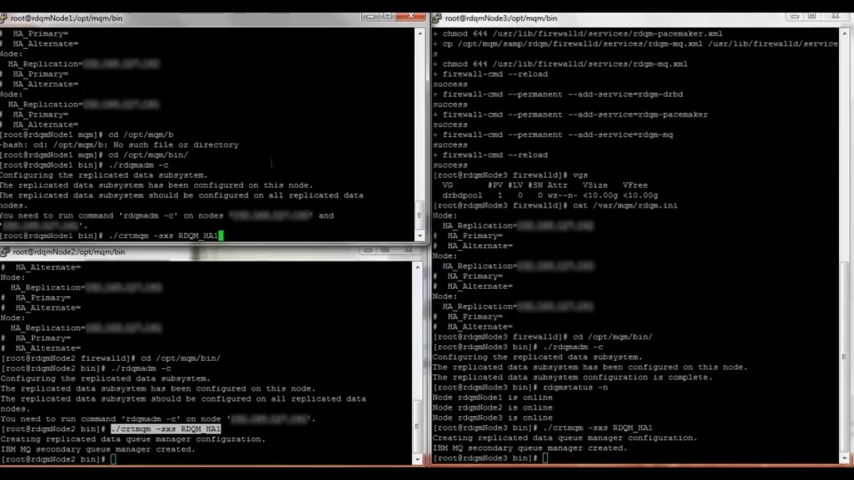 root@rdqmNode1:/opt/mqm/bin
#  HA_Primary=
#  HA_Alternate=
Node:
HA_Replication=
#  HA_Primary=
#  HA_Alternate=
Node:
HA_Replication=
#  HA_Primary=
#  HA_Alternate=
[root@rdqmNode1 mqm]# cd /opt/mqm/b
-bash: cd: /opt/mqm/b: No such file or directory
[root@rdqmNode1 mqm]# cd /opt/mqm/bin/
[root@rdqmNode1 bin]# ./rdqmadm -c
Configuring the replicated data subsystem.
The replicated data subsystem has been configured on this node.
The replicated data subsystem should be configured on all replicated data
nodes.
You need to run command 'rdqmadm -c' on nodes ' and
'.
[root@rdqmNode1 bin]# ./crtmqm -sxs RDQM_HA1
root@rdqmNode2:/opt/mqm/bin
#  HA_Alternate=
Node:
HA_Replication=
#  HA_Primary=
#  HA_Alternate=
Node:
HA_Replication=
#  HA_Primary=
#  HA_Alternate=
[root@rdqmNode2 firewalld]# cd /opt/mqm/bin/
[root@rdqmNode2 bin]# ./rdqmadm -c
Configuring the replicated data subsystem.
The replicated data subsystem has been configured on this node.
The replicated data subsystem should be configured on all replicated data
nodes.
You need to run command 'rdqmadm -c' on node '.
[root@rdqmNode2 bin]# ./crtmqm -sxs RDQM_HA1
Creating replicated data queue manager configuration.
IBM MQ secondary queue manager created.
[root@rdqmNode2 bin]#
root@rdqmNode3:/opt/mqm/bin
+ chmod 644 /usr/lib/firewalld/services/rdqm-pacemaker.xml
+ cp /opt/mqm/samp/rdqm/firewalld/services/rdqm-mq.xml /usr/lib/firewalld/service
s
+ chmod 644 /usr/lib/firewalld/services/rdqm-mq.xml
+ firewall-cmd --reload
success
+ firewall-cmd --permanent --add-service=rdqm-drbd
success
+ firewall-cmd --permanent --add-service=rdqm-pacemaker
success
+ firewall-cmd --permanent --add-service=rdqm-mq
success
+ firewall-cmd --reload
success
[root@rdqmNode3 firewalld]# vgs
VG       #PV #LV #SN Attr   VSize   VFree
drbdpool   1   0   0 wz--n- <10.00g <10.00g
[root@rdqmNode3 firewalld]# cat /var/mqm/rdqm.ini
Node:
HA_Replication=
#  HA_Primary=
#  HA_Alternate=
Node:
HA_Replication=
#  HA_Primary=
#  HA_Alternate=
Node:
HA_Replication=
#  HA_Primary=
#  HA_Alternate=
[root@rdqmNode3 firewalld]# cd /opt/mqm/bin/
[root@rdqmNode3 bin]# ./rdqmadm -c
Configuring the replicated data subsystem.
The replicated data subsystem has been configured on this node.
The replicated data subsystem configuration is complete.
[root@rdqmNode3 bin]# rdqmstatus -n
Node rdqmNode1 is online
Node rdqmNode2 is online
Node rdqmNode3 is online
[root@rdqmNode3 bin]# ./crtmqm -sxs RDQM_HA1
Creating replicated data queue manager configuration.
IBM MQ secondary queue manager created.
[root@rdqmNode3 bin]#